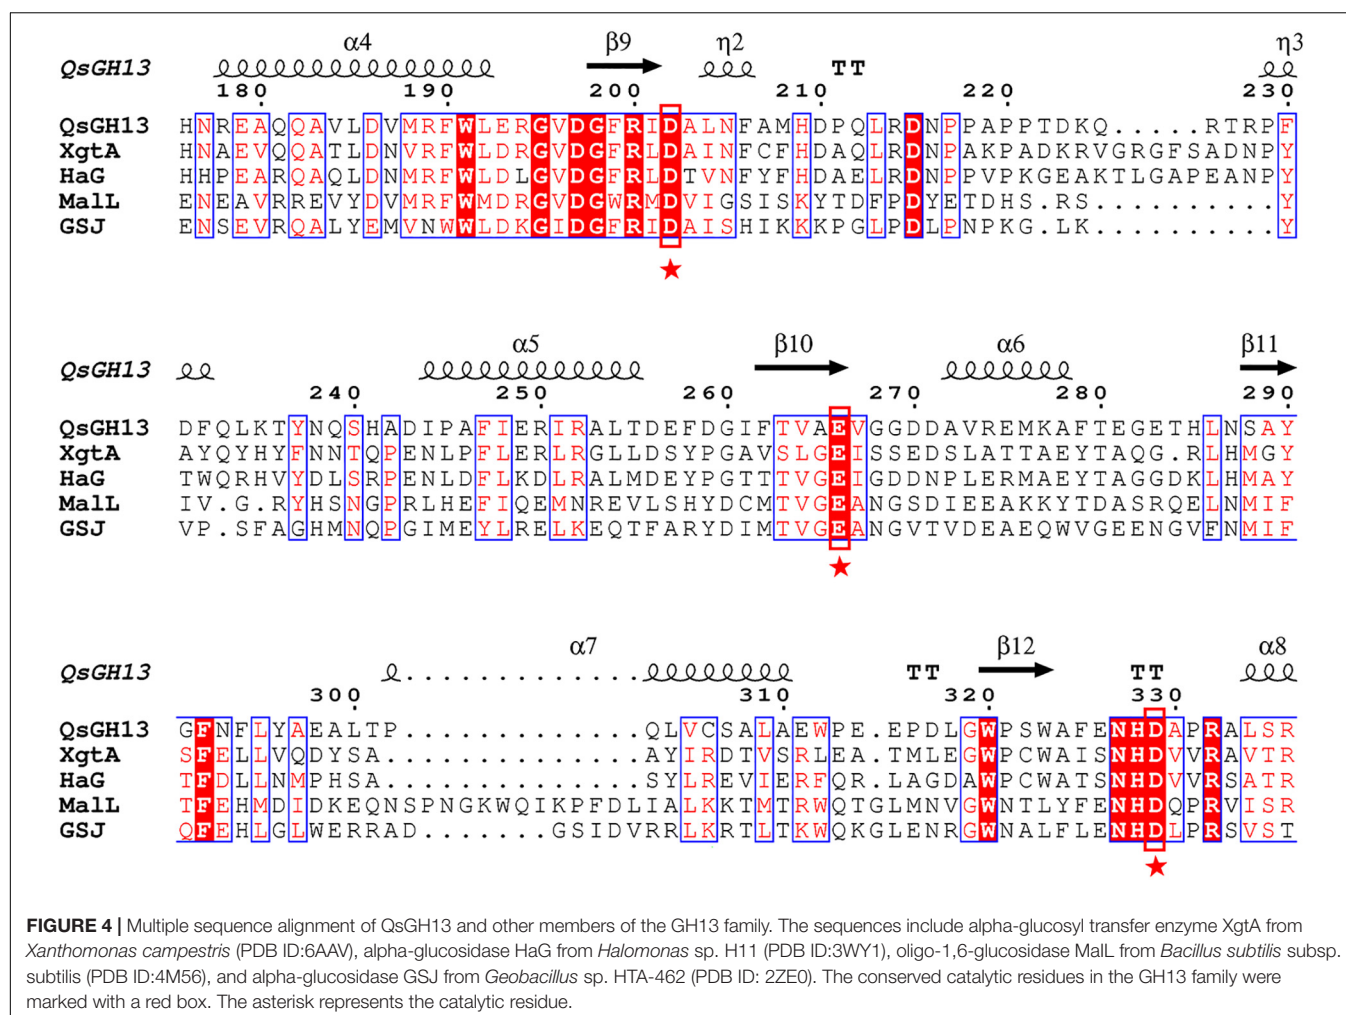 α4 β9 η2 η3
QsGH13 TT
180 190 200 210 220 230
QsGH13 HNREAQQAVLDVMRFWLERGVDGFRIDALNFAMHDPQLRDNPPAPPTDKQ.....RTRPF
XgtA HNAEVQQATLDNVRFWLDRGVDGFRLDAINFCFHDAQLRDNPAKPADKRVGRGFSADNPY
HaG HHPEARQAQLDNMRFWLDLGVDGFRLDTVNFYFHDAELRDNPPVPKGEAKTLGAPEANPY
MalL ENEAVRREVYDVMRFWMDRGVDGWRMDVIGSISKYTDFPDYETDHS.RS..........Y
GSJ ENSEVRQALYEMVNWWLDKGIDGFRIDAISHIKKKPGLPDLPNPKG.LK..........Y
α5 β10 α6 β11
QsGH13
240 250 260 270 280 290
QsGH13 DFQLKTYNQSHADIPAFIERIRALTDEFDGIFTVAEVGGDDAVREMKAFTEGETHLNSAY
XgtA AYQYHYFNNTQPENLPFLERLRGLLDSYPGAVSLGEISSEDSLATTAEYTAQG.RLHMGY
HaG TWQRHVYDLSRPENLDFLKDLRALMDEYPGTTTVGEIGDDNPLERMAEYTAGGDKLHMAY
MalL IV.G.RYHSNGPRLHEFIQEMNREVLSHYDCMTVGEANGSDIEEAKKYTDASRQELNMIF
GSJ VP.SFAGHMNQPGIMEYLRELKEQTFARYDIMTVGEANGVTVDEAEQWVGEENGVFNMIF
α7 β12 α8
QsGH13 ............. TT TT
300 310 320 330
QsGH13 GFNFLYAEALTP.............QLVCSALAEWPE.EPDLGWPSWAFENHDAPRALSR
XgtA SFELLVQDYSA..............AYIRDTVSRLEA.TMLEGWPCWAISNHDVVRAVTR
HaG TFDLLNMPHSA..............SYLREVIERFQR.LAGDAWPCWATSNHDVVRSATR
MalL TFEHMDIDKEQNSPNGKWQIKPFDLIALKKTMTRWQTGLMNVGWNTLYFENHDQPRVISR
GSJ QFEHLGLWERRAD.......GSIDVRRLKRTLTKWQKGLENRGWNALFLENHDLPRSVST
FIGURE 4 | Multiple sequence alignment of QsGH13 and other members of the GH13 family. The sequences include alpha-glucosyl transfer enzyme XgtA from
Xanthomonas campestris (PDB ID:6AAV), alpha-glucosidase HaG from Halomonas sp. H11 (PDB ID:3WY1), oligo-1,6-glucosidase MalL from Bacillus subtilis subsp.
subtilis (PDB ID:4M56), and alpha-glucosidase GSJ from Geobacillus sp. HTA-462 (PDB ID: 2ZE0). The conserved catalytic residues in the GH13 family were
marked with a red box. The asterisk represents the catalytic residue.